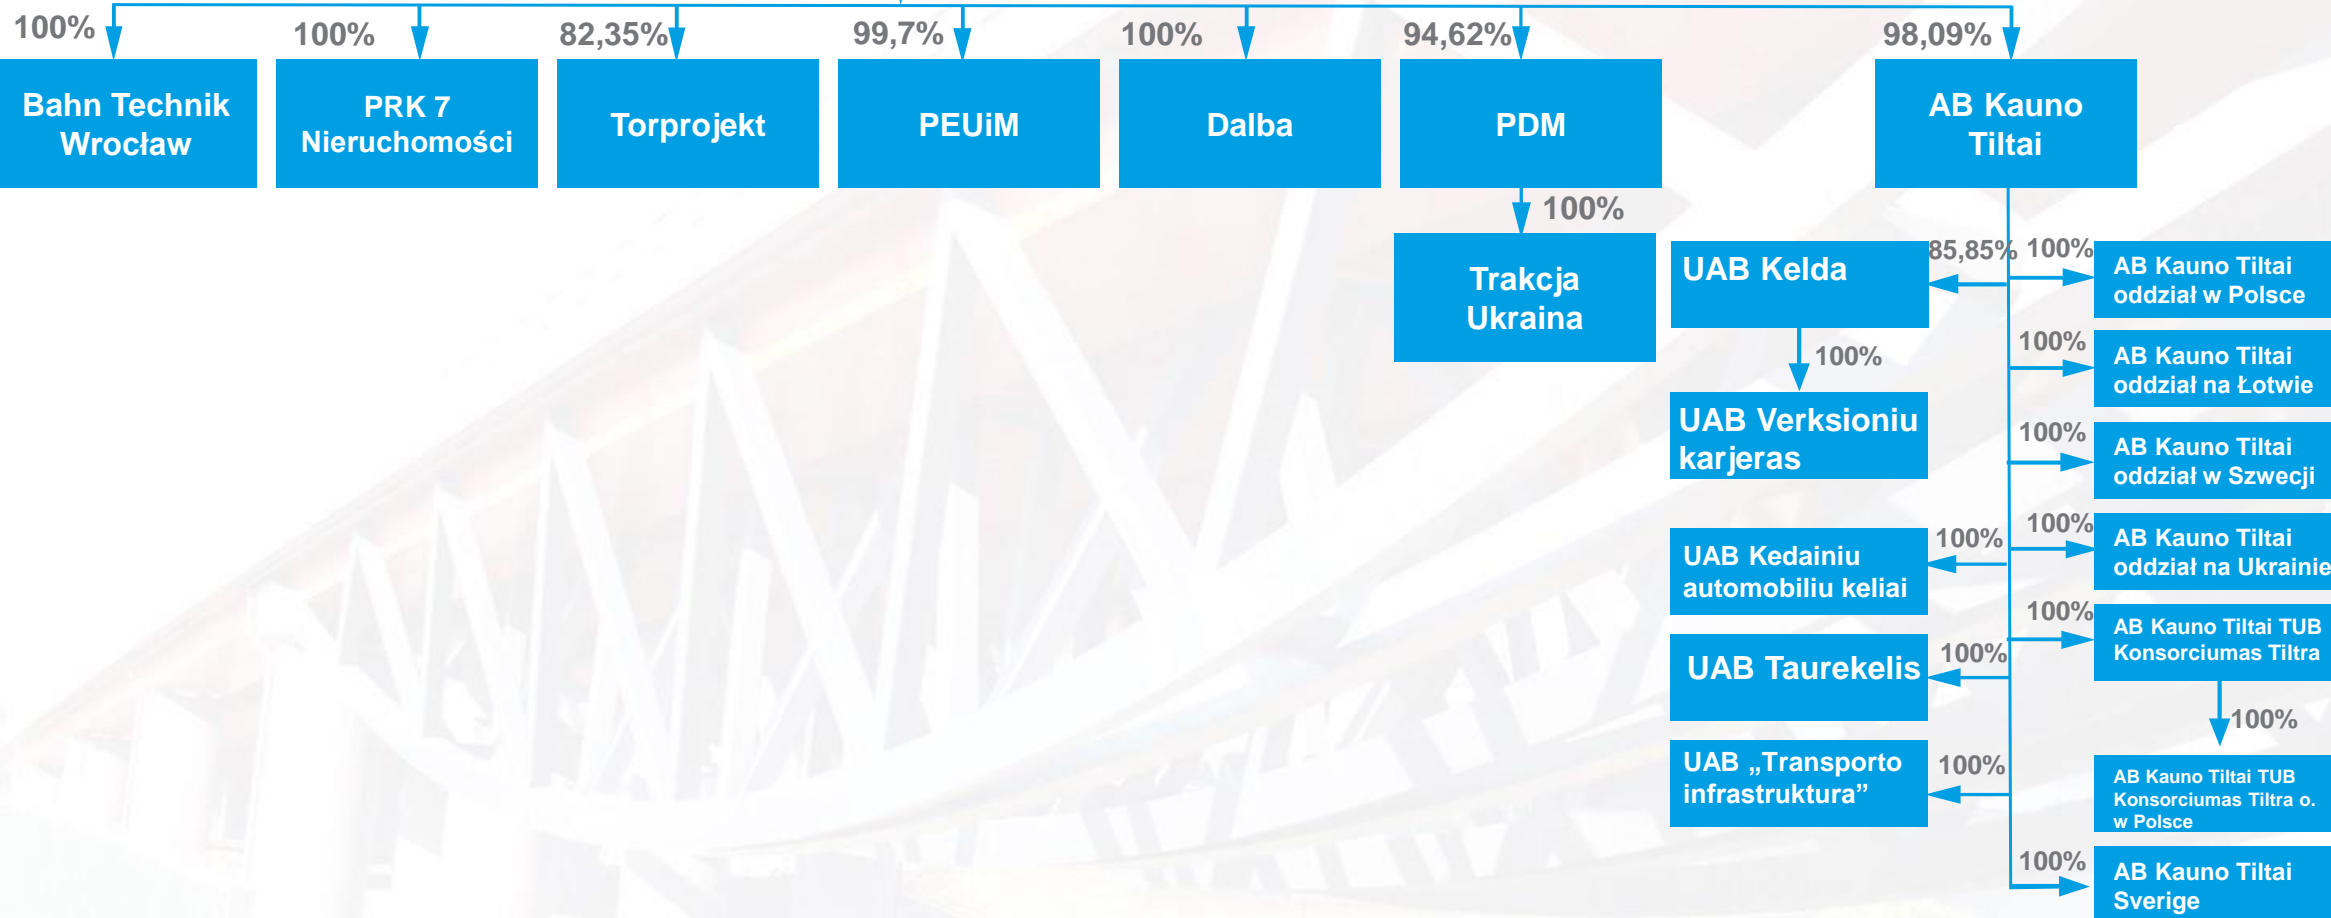 100%
100%
82,35%
99,7%
100%
94,62%
98,09%
Bahn Technik
Wrocław
PRK 7
Nieruchomości
Torprojekt
PEUiM
Dalba
PDM
AB Kauno
Tiltai
100%
Trakcja
Ukraina
85,85%
100%
UAB Kelda
AB Kauno Tiltai
oddział w Polsce
100%
100%
AB Kauno Tiltai
oddział na Łotwie
UAB Verksioniu
karjeras
100%
AB Kauno Tiltai
oddział w Szwecji
100%
100%
UAB Kedainiu
automobiliu keliai
AB Kauno Tiltai
oddział na Ukrainie
100%
AB Kauno Tiltai TUB
Konsorciumas Tiltra
100%
UAB Taurekelis
100%
100%
UAB „Transporto
infrastruktura”
AB Kauno Tiltai TUB
Konsorciumas Tiltra o.
w Polsce
100%
AB Kauno Tiltai
Sverige